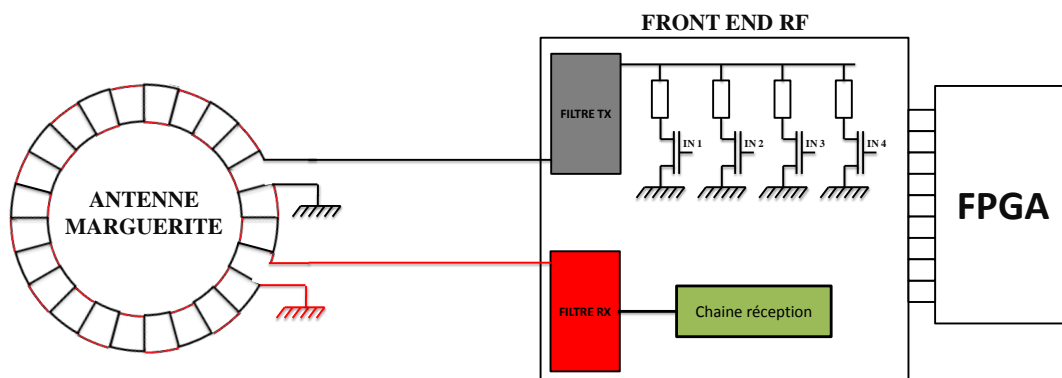 FRONT END RF
FILTRE TX
IN 1
IN 2
IN 3
IN 4
ANTENNE
MARGUERITE
FPGA
FILTRE RX
Chaine réception